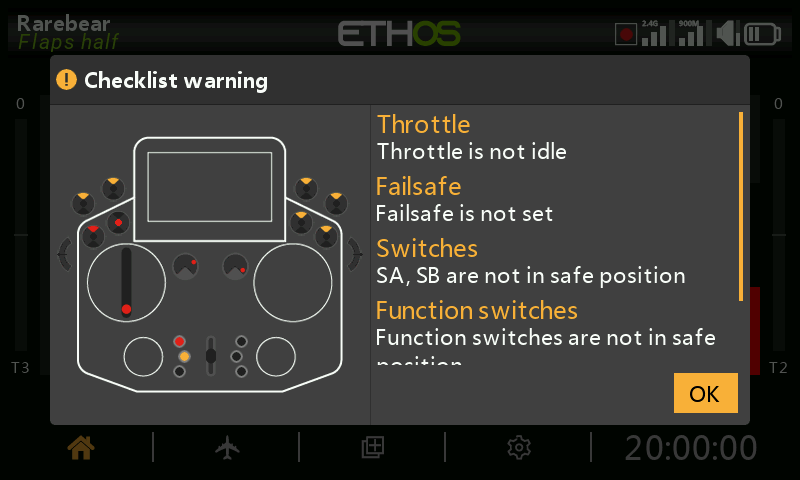 Rarebear
Flaps half
ETHOS
2.4G
900M
Checklist warning
0
0
Throttle
Throttle is not idle
Failsafe
Failsafe is not set
Switches
SA, SB are not in safe position
Function switches
Function switches are not in safe
position
T3
T2
OK
20:00:00